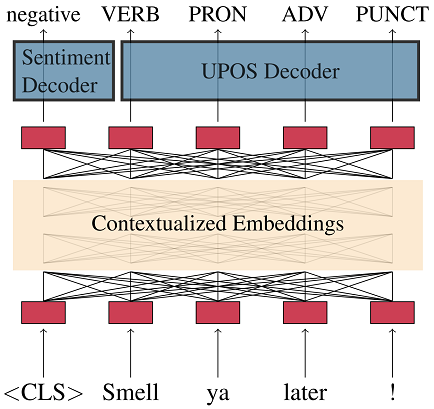 negative VERB PRON ADV PUNCT
Sentiment
Decoder
UPOS Decoder
Contextualized Embeddings
<CLS> Smell ya later !